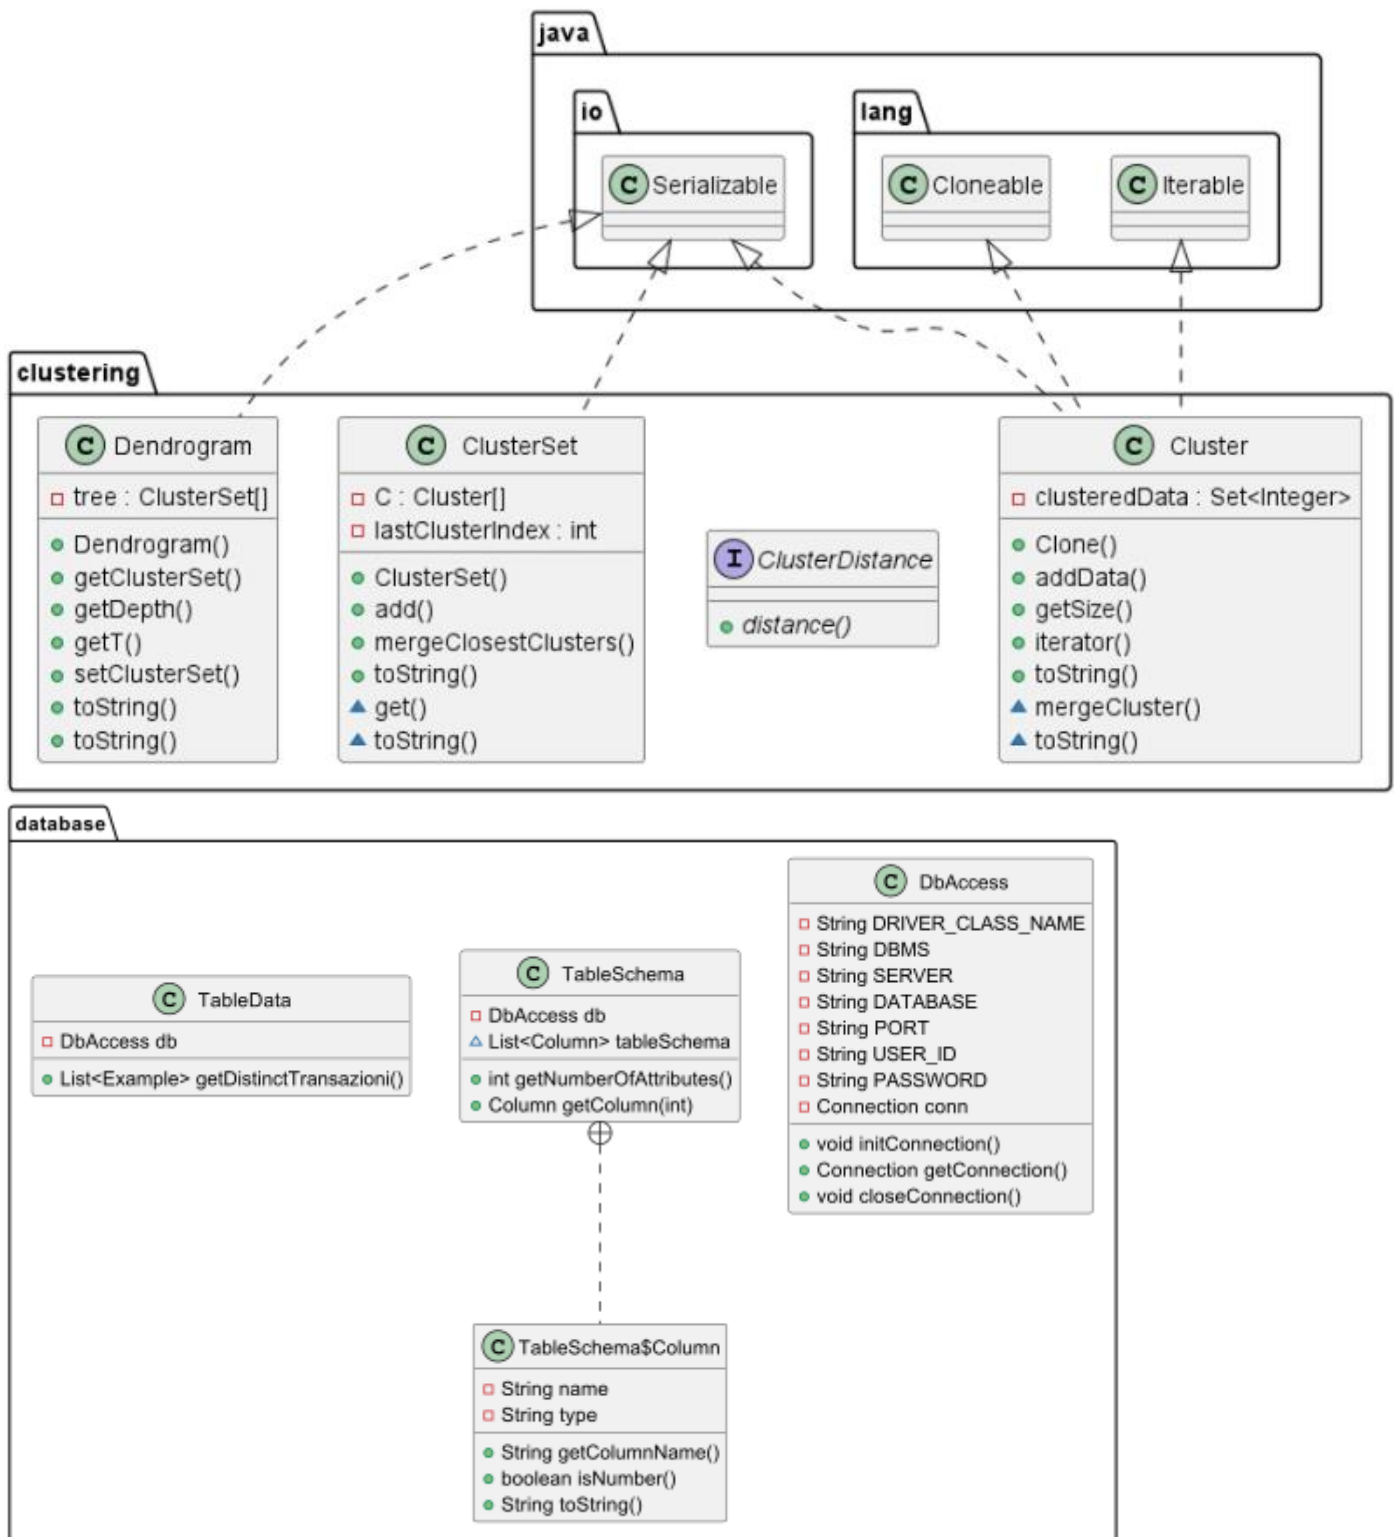 java
io
lang
C Serializable
C Cloneable
C Iterable
clustering
C Dendrogram
tree : ClusterSet[]
Dendrogram()
getClusterSet()
getDepth()
getT()
setClusterSet()
toString()
toString()
C ClusterSet
C : Cluster[]
lastClusterIndex : int
ClusterSet()
add()
mergeClosestClusters()
toString()
get()
toString()
I ClusterDistance
distance()
C Cluster
clusteredData : Set<Integer>
Clone()
addData()
getSize()
iterator()
toString()
mergeCluster()
toString()
database
C TableData
DbAccess db
List<Example> getDistinctTransazioni()
C TableSchema
DbAccess db
List<Column> tableSchema
int getNumberOfAttributes()
Column getColumn(int)
C DbAccess
String DRIVER_CLASS_NAME
String DBMS
String SERVER
String DATABASE
String PORT
String USER_ID
String PASSWORD
Connection conn
void initConnection()
Connection getConnection()
void closeConnection()
C TableSchema$Column
String name
String type
String getColumnName()
boolean isNumber()
String toString()